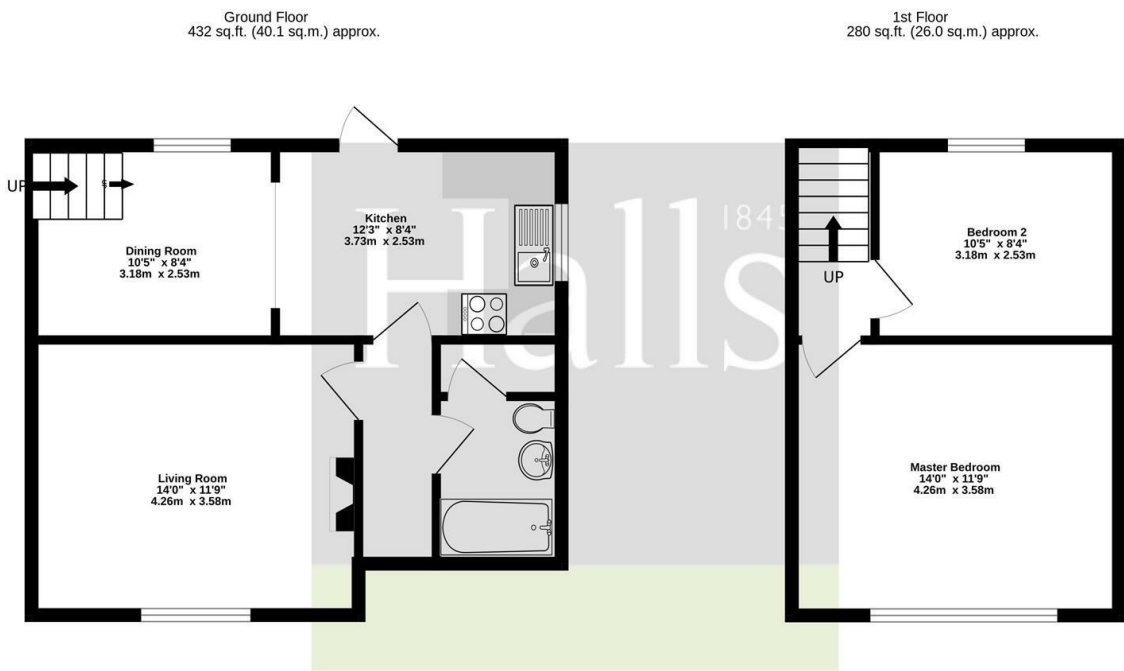 Ground Floor
432 sq.ft. (40.1 sq.m.) approx.
1st Floor
280 sq.ft. (26.0 sq.m.) approx.
UP
Dining Room
10'5" x 8'4"
3.18m x 2.53m
Kitchen
12'3" x 8'4"
3.73m x 2.53m
Halls
1845
Living Room
14'0" x 11'9"
4.26m x 3.58m
UP
Bedroom 2
10'5" x 8'4"
3.18m x 2.53m
Master Bedroom
14'0" x 11'9"
4.26m x 3.58m